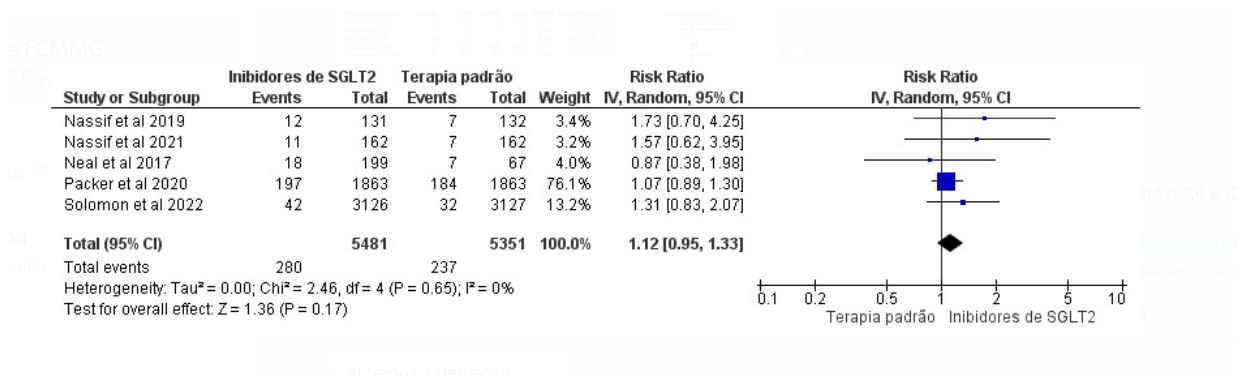 e FCMMG
Inibidores de SGLT2 Terapia padrão Risk Ratio Risk Ratio
Study or Subgroup Events Total Events Total Weight IV, Random, 95% CI IV, Random, 95% CI
Nassif et al 2019 12 131 7 132 3.4% 1.73 [0.70, 4.25]
Nassif et al 2021 11 162 7 162 3.2% 1.57 [0.62, 3.95]
Neal et al 2017 18 199 7 67 4.0% 0.87 [0.38, 1.98]
Packer et al 2020 197 1863 184 1863 76.1% 1.07 [0.89, 1.30]
Solomon et al 2022 42 3126 32 3127 13.2% 1.31 [0.83, 2.07]
Total (95% CI) 5481 5351 100.0% 1.12 [0.95, 1.33]
Total events 280 237
Heterogeneity: Tau² = 0.00; Chi² = 2.46, df = 4 (P = 0.65); I² = 0%
Test for overall effect: Z = 1.36 (P = 0.17)
0.1 0.2 0.5 1 2 5 10
Terapia padrão Inibidores de SGLT2
aí temos a depleção